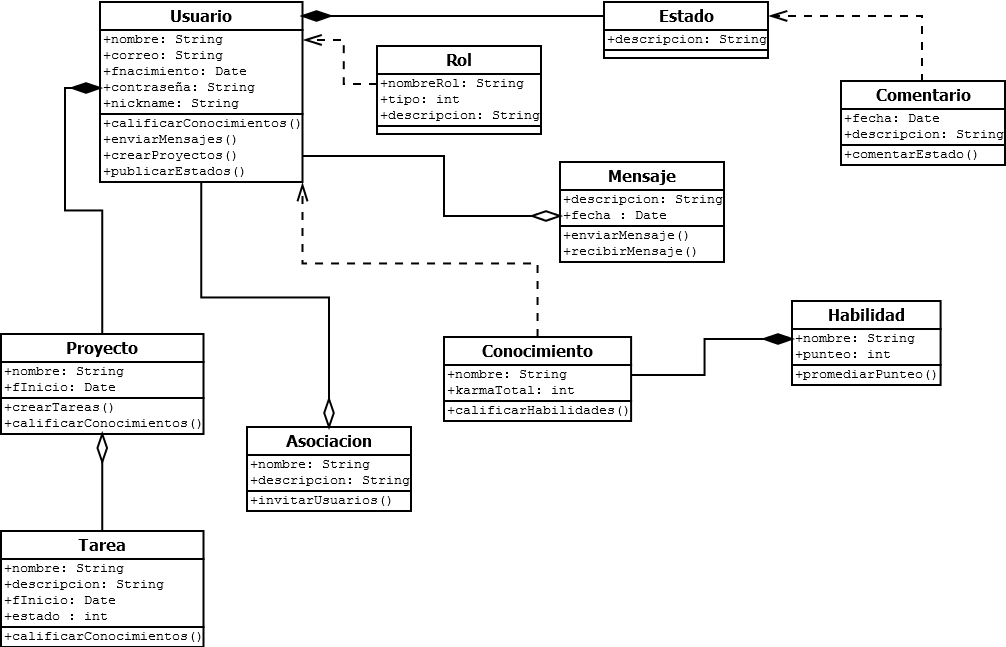 Usuario
+nombre: String
+correo: String
+fnacimiento: Date
+contraseña: String
+nickname: String
+calificarConocimientos()
+enviarMensajes()
+crearProyectos()
+publicarEstados()
Rol
+nombreRol: String
+tipo: int
+descripcion: String
Estado
+descripcion: String
Comentario
+fecha: Date
+descripcion: String
+comentarEstado()
Mensaje
+descripcion: String
+fecha : Date
+enviarMensaje()
+recibirMensaje()
Habilidad
+nombre: String
+punteo: int
+promediarPunteo()
Conocimiento
+nombre: String
+karmaTotal: int
+calificarHabilidades()
Proyecto
+nombre: String
+fInicio: Date
+crearTareas()
+calificarConocimientos()
Asociacion
+nombre: String
+descripcion: String
+invitarUsuarios()
Tarea
+nombre: String
+descripcion: String
+fInicio: Date
+estado : int
+calificarConocimientos()